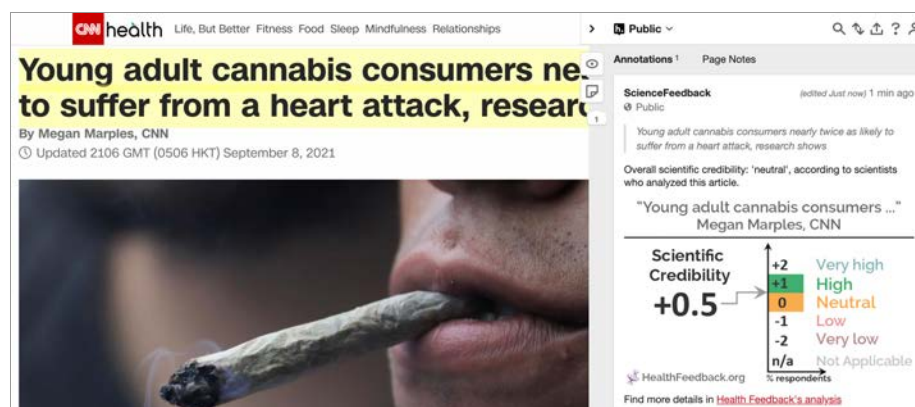 CNN health Life, But Better Fitness Food Sleep Mindfulness Relationships
Young adult cannabis consumers
to suffer from a heart attack,
By Megan Marples, CNN
Updated 2106 GMT (0506 HKT) September 8, 2021
h. Public
Annotations 1 Page Notes
ScienceFeedback (edited Just now) 1 min ago
Public
Young adult cannabis consumers nearly twice as likely to
suffer from a heart attack, research shows
Overall scientific credibility: 'neutral', according to scientists
who analyzed this article.
"Young adult cannabis consumers ..."
Megan Marples, CNN
Scientific
Credibility
+0.5
+2 Very high
+1 High
0 Neutral
-1 Low
-2 Very low
n/a Not Applicable
HealthFeedback.org
% respondents
Find more details in Health Feedback's analysis
1